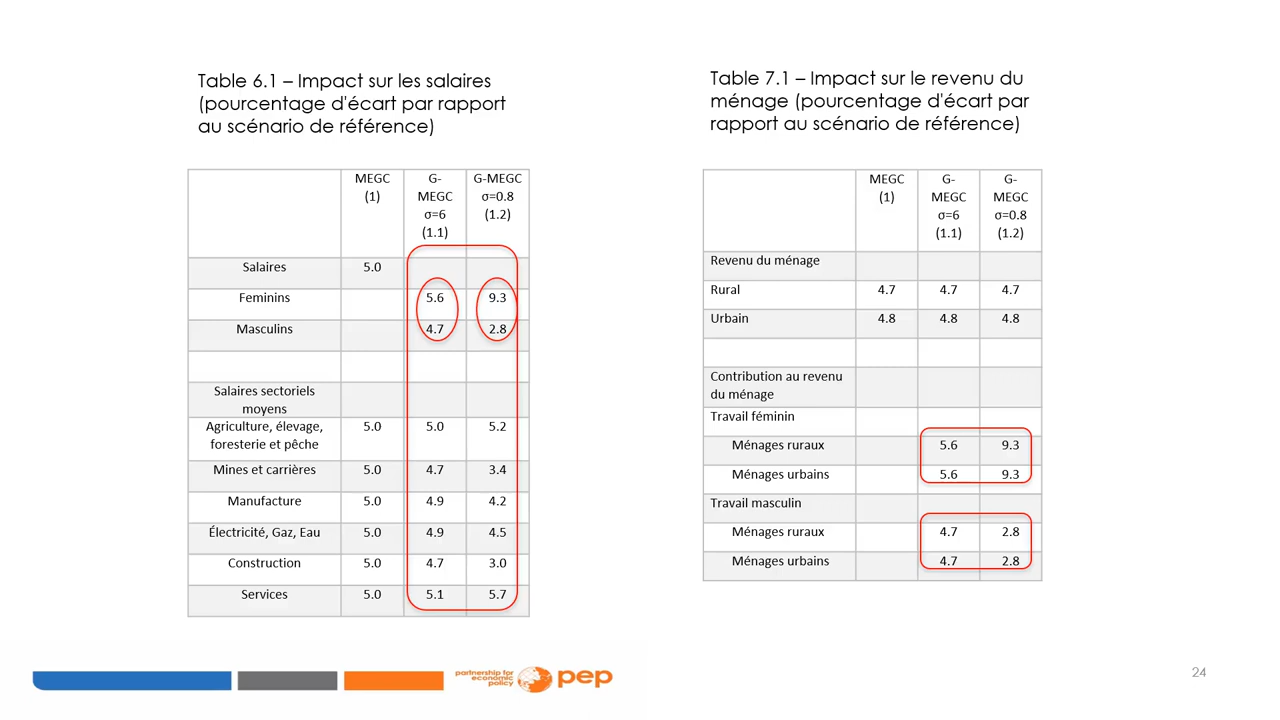 Table 6.1 – Impact sur les salaires
(pourcentage d'écart par rapport
au scénario de référence)
MEGC
(1)
G-
MEGC
σ=6
(1.1)
G-MEGC
σ=0.8
(1.2)
Salaires 5.0
Feminins 5.6 9.3
Masculins 4.7 2.8
Salaires sectoriels
moyens
Agriculture, élevage,
foresterie et pêche 5.0 5.0 5.2
Mines et carrières 5.0 4.7 3.4
Manufacture 5.0 4.9 4.2
Électricité, Gaz, Eau 5.0 4.9 4.5
Construction 5.0 4.7 3.0
Services 5.0 5.1 5.7
Table 7.1 – Impact sur le revenu du
ménage (pourcentage d'écart par
rapport au scénario de référence)
MEGC
(1)
G-
MEGC
σ=6
(1.1)
G-
MEGC
σ=0.8
(1.2)
Revenu du ménage
Rural 4.7 4.7 4.7
Urbain 4.8 4.8 4.8
Contribution au revenu
du ménage
Travail féminin
Ménages ruraux 5.6 9.3
Ménages urbains 5.6 9.3
Travail masculin
Ménages ruraux 4.7 2.8
Ménages urbains 4.7 2.8
partnership for
economic
policy
pep
24